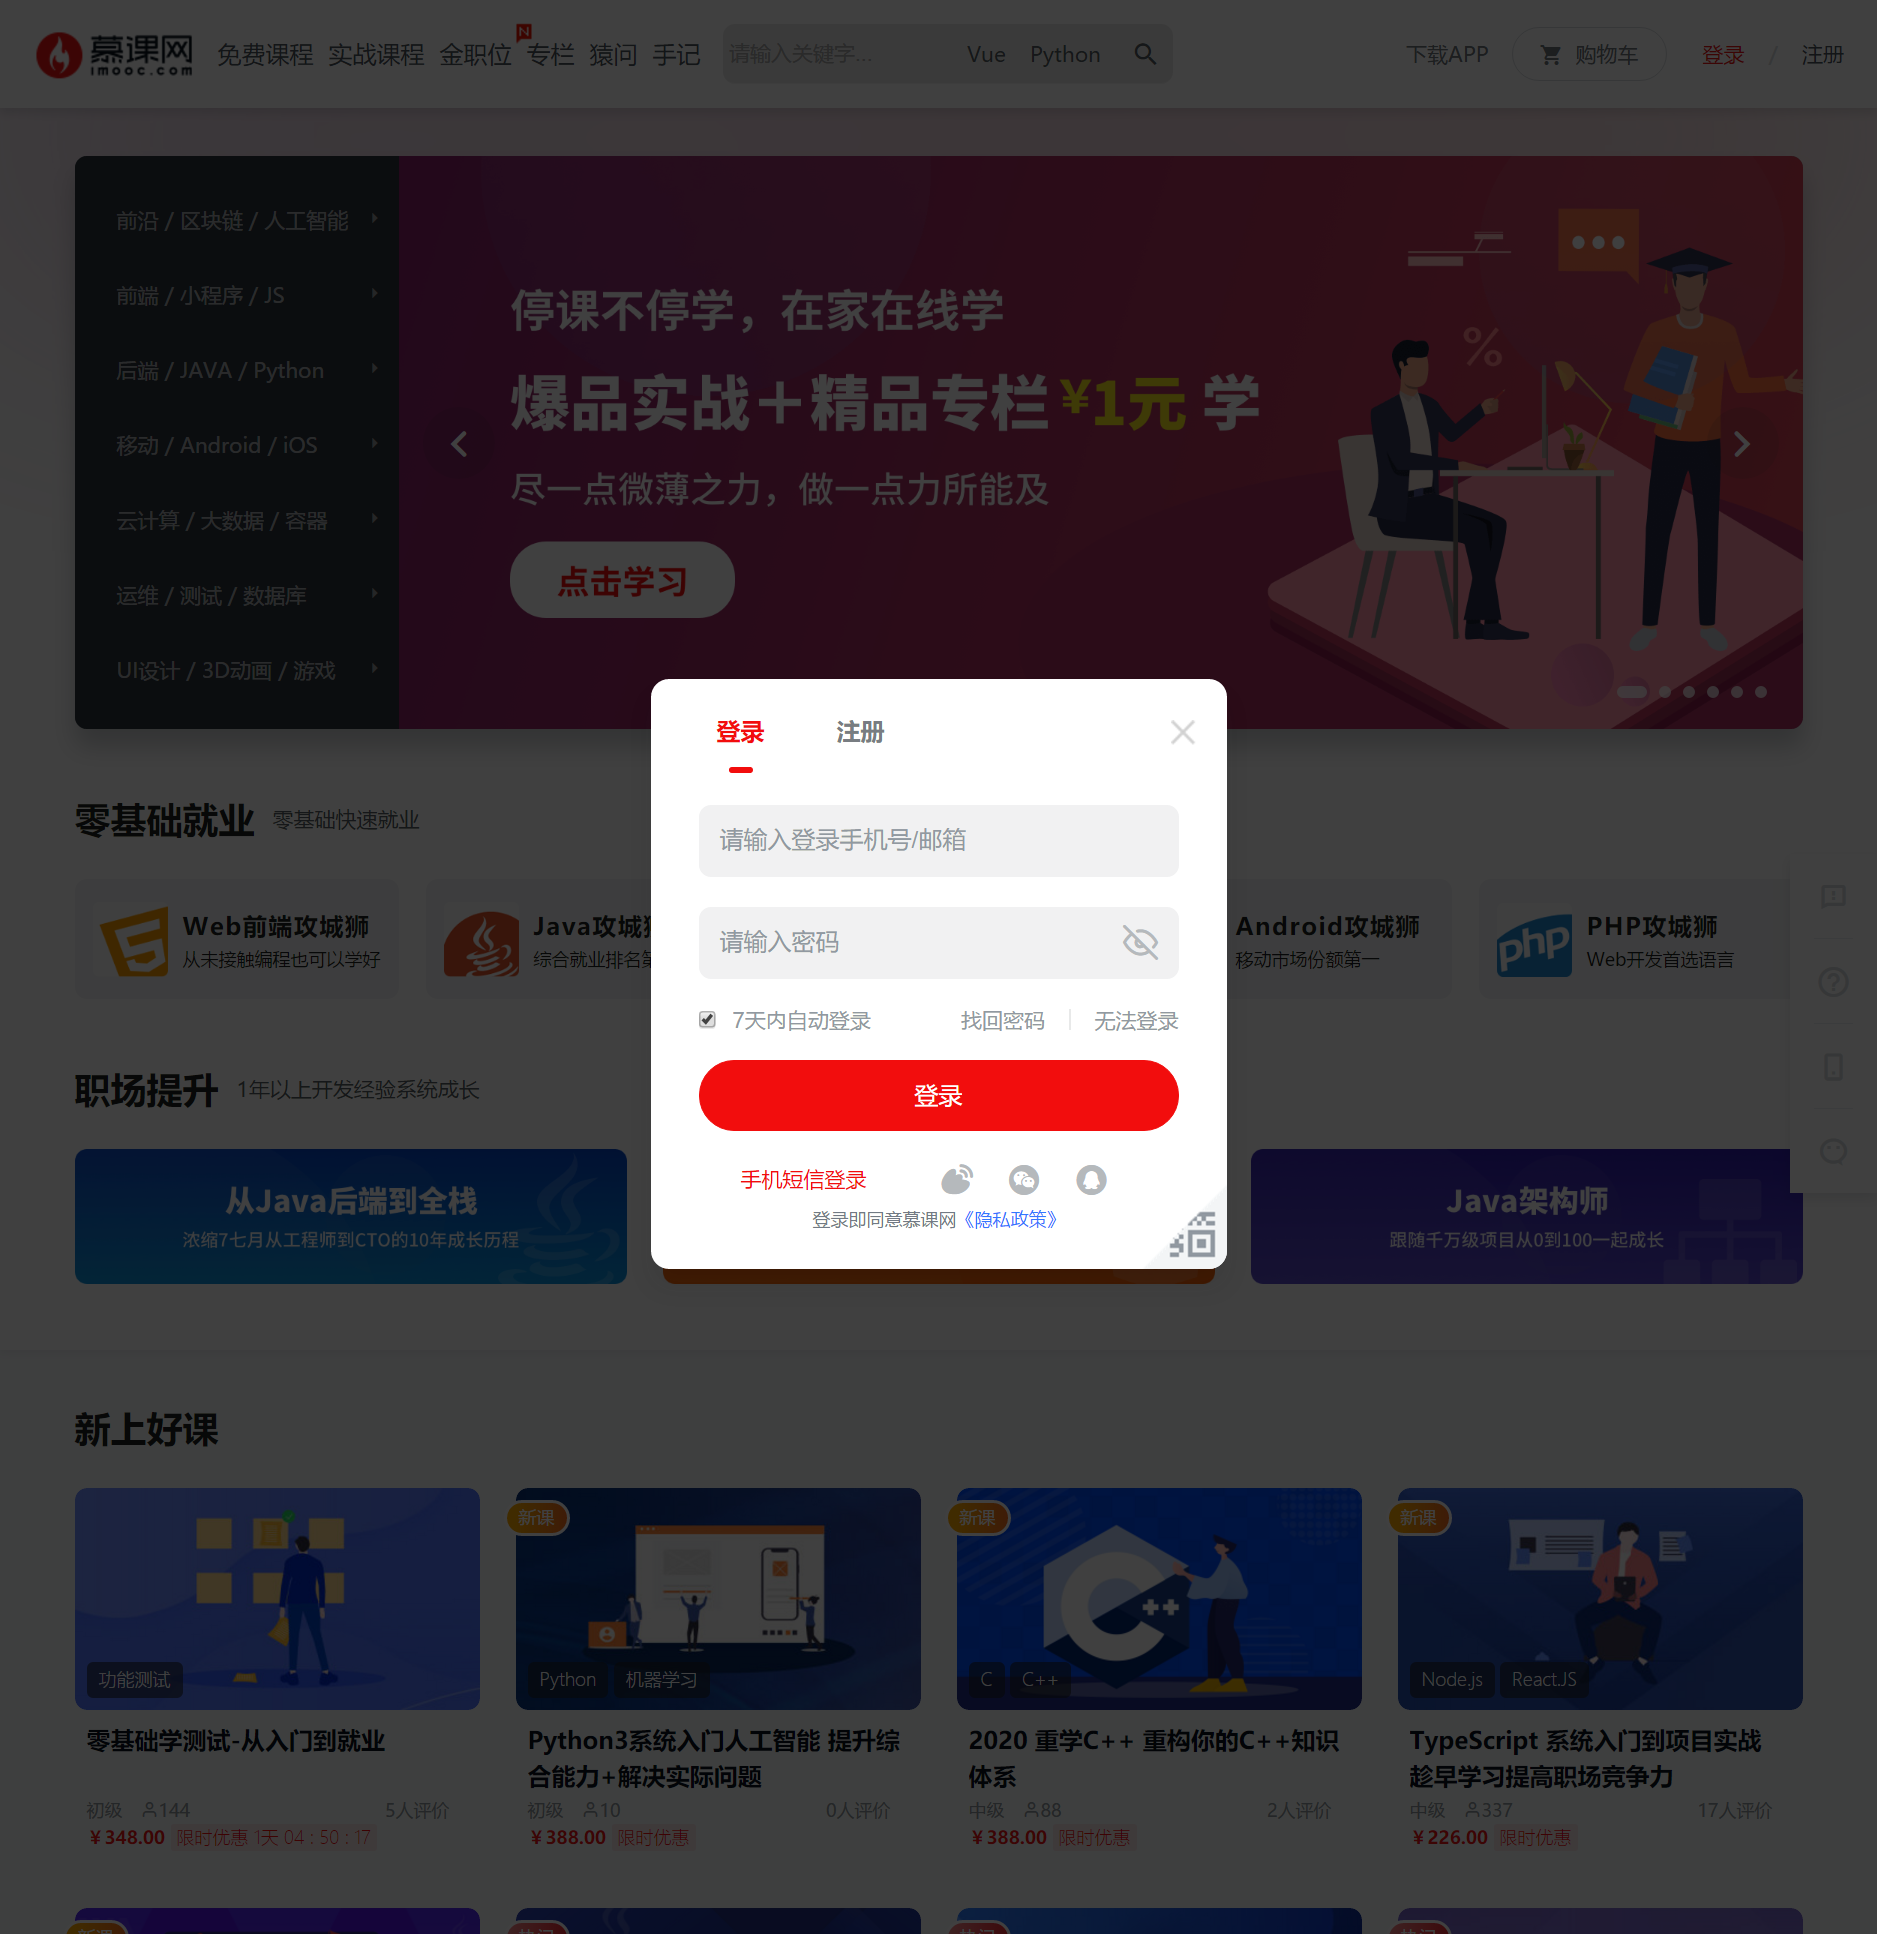 慕课网
imooc.com
免费课程 实战课程 金职位 N 专栏 猿问 手记
请输入关键字... Vue Python
下载APP 购物车 登录 / 注册
前沿 / 区块链 / 人工智能
前端 / 小程序 / JS
后端 / JAVA / Python
移动 / Android / iOS
云计算 / 大数据 / 容器
运维 / 测试 / 数据库
UI设计 / 3D动画 / 游戏
停课不停学，在家在线学
爆品实战+精品专栏 ¥1元 学
尽一点微薄之力，做一点力所能及
点击学习
%
登录 注册
请输入登录手机号/邮箱
请输入密码
7天内自动登录 找回密码 无法登录
登录
手机短信登录
登录即同意慕课网《隐私政策》
零基础就业 零基础快速就业
Web前端攻城狮
从未接触编程也可以学好
Java攻城
综合就业排名
Android攻城狮
移动市场份额第一
php
PHP攻城狮
Web开发首选语言
职场提升 1年以上开发经验系统成长
从Java后端到全栈
浓缩7七月从工程师到CTO的10年成长历程
Java架构师
跟随千万级项目从0到100一起成长
新上好课
功能测试
零基础学测试-从入门到就业
初级 144 5人评价
¥348.00 限时优惠 1天 04 : 50 : 17
新课
Python 机器学习
Python3系统入门人工智能 提升综
合能力+解决实际问题
初级 10 0人评价
¥388.00 限时优惠
新课
C++
C C++
2020 重学C++ 重构你的C++知识
体系
中级 88 2人评价
¥388.00 限时优惠
新课
Node.js React.JS
TypeScript 系统入门到项目实战
趁早学习提高职场竞争力
中级 337 17人评价
¥226.00 限时优惠